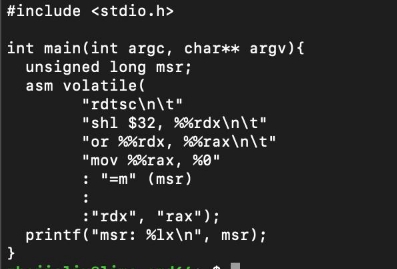 #include <stdio.h>
int main(int argc, char** argv){
  unsigned long msr;
  asm volatile(
        "rdtsc\n\t"
        "shl $32, %%rdx\n\t"
        "or %%rdx, %%rax\n\t"
        "mov %%rax, %0"
        : "=m" (msr)
        :
        :"rdx", "rax");
  printf("msr: %lx\n", msr);
}